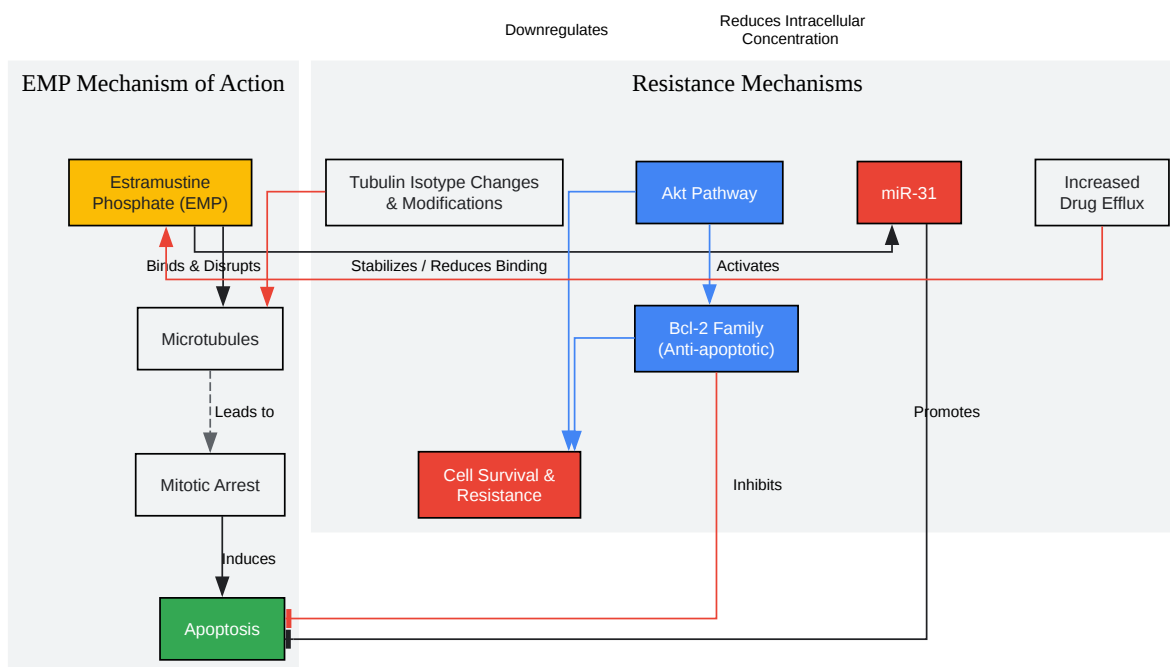 Downregulates
Reduces Intracellular
Concentration
EMP Mechanism of Action
Resistance Mechanisms
Estramustine
Phosphate (EMP)
Tubulin Isotype Changes
& Modifications
Akt Pathway
miR-31
Increased
Drug Efflux
Binds & Disrupts
Stabilizes / Reduces Binding
Activates
Microtubules
Bcl-2 Family
(Anti-apoptotic)
Leads to
Promotes
Mitotic Arrest
Cell Survival &
Resistance
Inhibits
Induces
Apoptosis